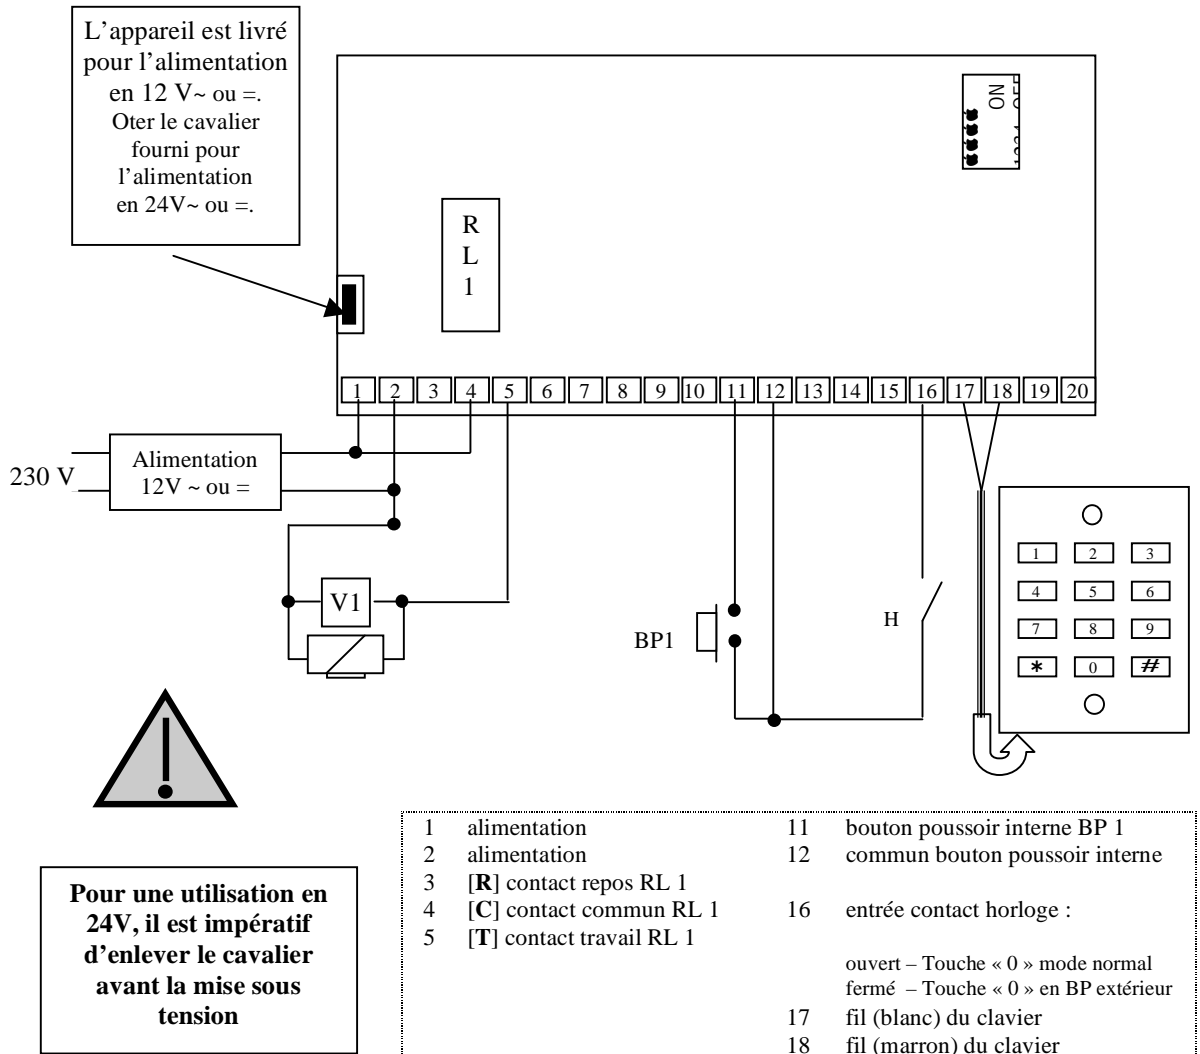 L’appareil est livré
pour l’alimentation
en 12 V~ ou =.
Oter le cavalier
fourni pour
l’alimentation
en 24V~ ou =.
ON
R
L
1
1 2 3 4 5 6 7 8 9 10 11 12 13 14 15 16 17 18 19 20
230 V
Alimentation
12V ~ ou =
V1
BP1
H
1 2 3
4 5 6
7 8 9
* 0 #
Pour une utilisation en
24V, il est impératif
d’enlever le cavalier
avant la mise sous
tension
1 alimentation
2 alimentation
3 [R] contact repos RL 1
4 [C] contact commun RL 1
5 [T] contact travail RL 1
11 bouton poussoir interne BP 1
12 commun bouton poussoir interne
16 entrée contact horloge :
ouvert – Touche « 0 » mode normal
fermé – Touche « 0 » en BP extérieur
17 fil (blanc) du clavier
18 fil (marron) du clavier